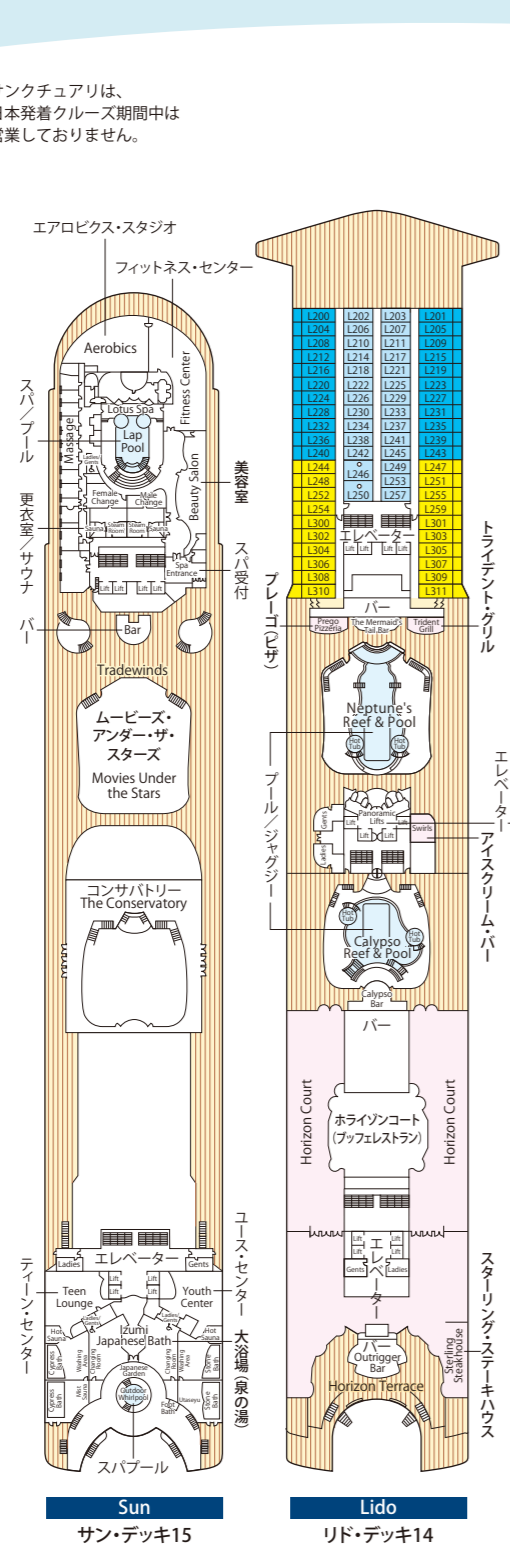 サンクチュアリは、
日本発着クルーズ期間中は
営業しておりません。
エアロビクス・スタジオ
フィットネス・センター
Aerobics
Fitness Center
スパ/プール
Massage
Lotus Spa
Lap
Pool
Beauty Salon
美容室
Ladies/
Gents
Female
Change
Male
Change
更衣室/サウナ
Sauna
Steam
Room
Steam
Room
Sauna
スパ受付
Spa
Entrance
Lift
Lift
Lift
Lift
バー
Bar
Tradewinds
ムービーズ・
アンダー・ザ・
スターズ
Movies Under
the Stars
コンサバトリー
The Conservatory
エレベーター
Ladies
Gents
Lift
Lift
Lift
Lift
ティーン・センター
Teen
Lounge
Youth
Center
ユース・センター
Ladies/
Gents
Ladies/
Gents
Izumi
Japanese Bath
大浴場(泉の湯)
Hot
Sauna
Hot
Sauna
Cypress
Bath
Washing
Area
Changing
Room
Changing
Room
Washing
Area
Stone
Bath
Japanese
Garden
Cypress
Bath
Mist
Sauna
Outdoor
Whirlpool
Foot
Bath
Utaseyu
Stone
Bath
スパプール
Sun
サン・デッキ15
L200 L202 L203 L201
L204 L206 L207 L205
L208 L210 L211 L209
L212 L214 L217 L215
L216 L218 L221 L219
L220 L222 L225 L223
L224 L226 L229 L227
L228 L230 L233 L231
L232 L234 L237 L235
L236 L238 L241 L239
L240 L242 L245 L243
L244 L246 L249 L247
L248 L253 L251
L252 L250 L257 L255
L254 L259
L300 L301
L302 L303
L304 L305
L306 L307
L308 L309
L310 L311
エレベーター
Lift
Lift
Lift
Lift
トライデント・グリル
プレーゴ(ピザ)
バー
Prego
Pizzeria
The Mermaid's
Tail Bar
Trident
Grill
Neptune's
Reef & Pool
Hot
Tub
Hot
Tub
プール/ジャグジー
エレベーター
Gents
Ladies
Panoramic
Lifts
Lift
Lift
Lift
Lift
Swirls
アイスクリーム・バー
Hot
Tub
Hot
Tub
Calypso
Reef & Pool
Calypso
Bar
バー
Horizon Court
ホライゾンコート
(ブッフェレストラン)
Horizon Court
Lift
Lift
Lift
Lift
エレベーター
Gents
Ladies
バー
Outrigger
Bar
Horizon Terrace
Sterling
Steakhouse
スターリング・ステーキハウス
Lido
リド・デッキ14